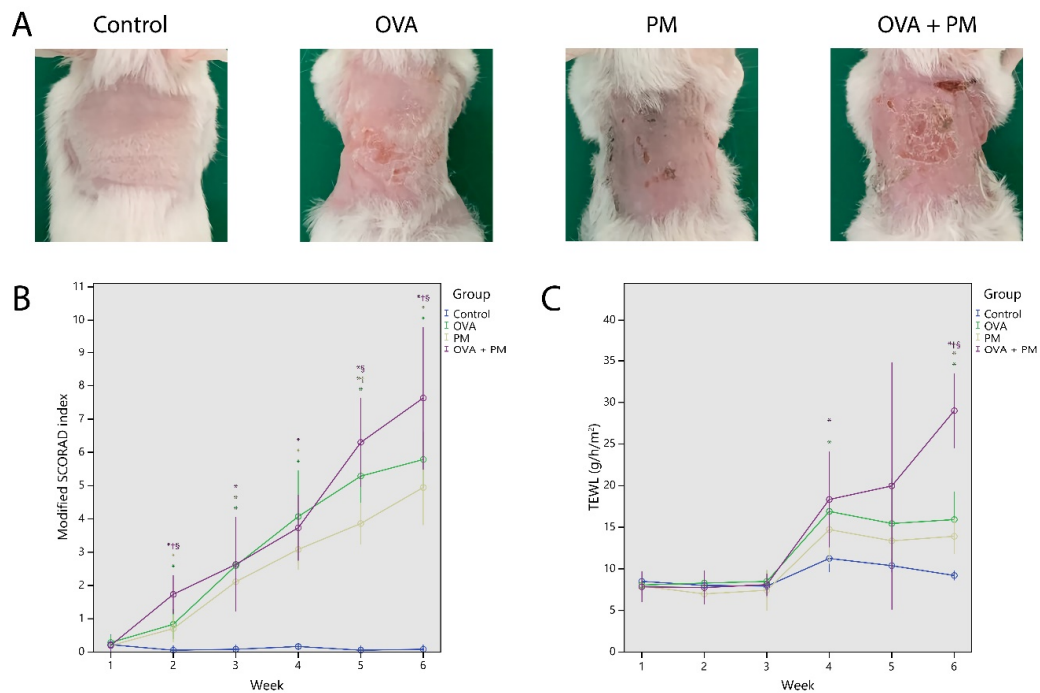 A
Control
OVA
PM
OVA + PM
B
Modified SCORAD index
11
10
9
8
7
6
5
4
3
2
1
0
1
2
3
4
5
6
Week
*†§
*
*
*
*
*
*
*
*
*§
*
*†§
*
*
Group
Control
OVA
PM
OVA + PM
C
TEWL (g/h/m²)
40
35
30
25
20
15
10
5
0
1
2
3
4
5
6
Week
*
*
*†§
*
*
Group
Control
OVA
PM
OVA + PM